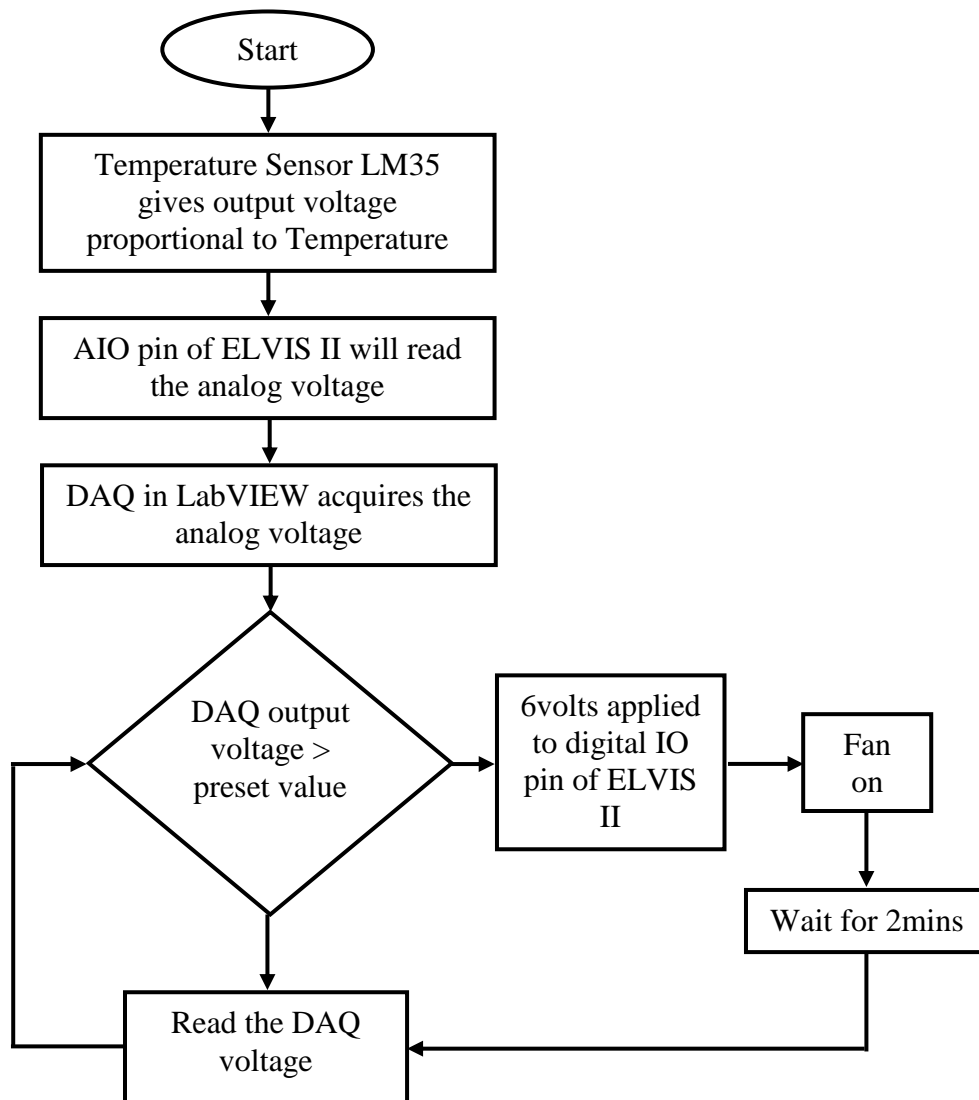 Start
Temperature Sensor LM35
gives output voltage
proportional to Temperature
AIO pin of ELVIS II will read
the analog voltage
DAQ in LabVIEW acquires the
analog voltage
DAQ output
voltage >
preset value
6volts applied
to digital IO
pin of ELVIS
II
Fan
on
Wait for 2mins
Read the DAQ
voltage